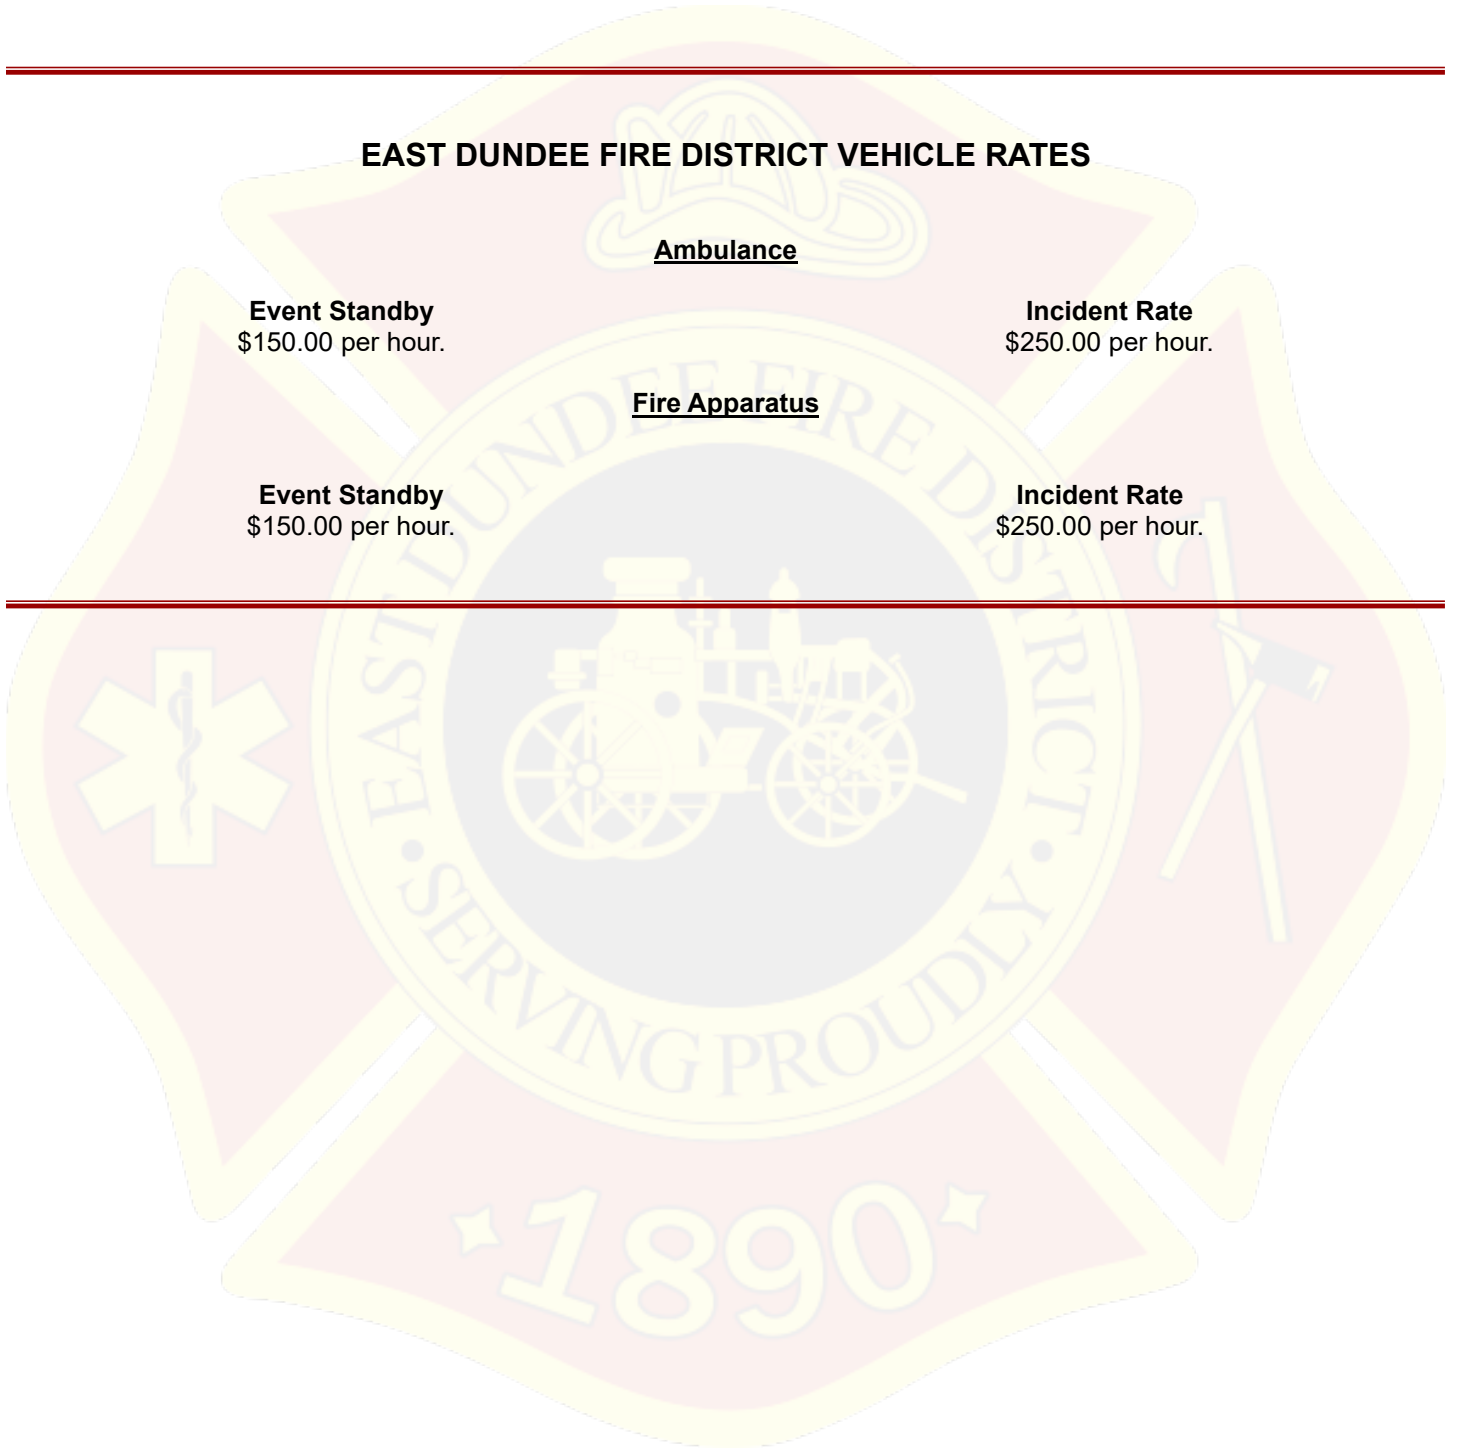 EAST DUNDEE FIRE DISTRICT VEHICLE RATES
Ambulance
Event Standby
$150.00 per hour.
Incident Rate
$250.00 per hour.
Fire Apparatus
Event Standby
$150.00 per hour.
Incident Rate
$250.00 per hour.
EAST DUNDEE FIRE DISTRICT
• SERVING PROUDLY •
1890